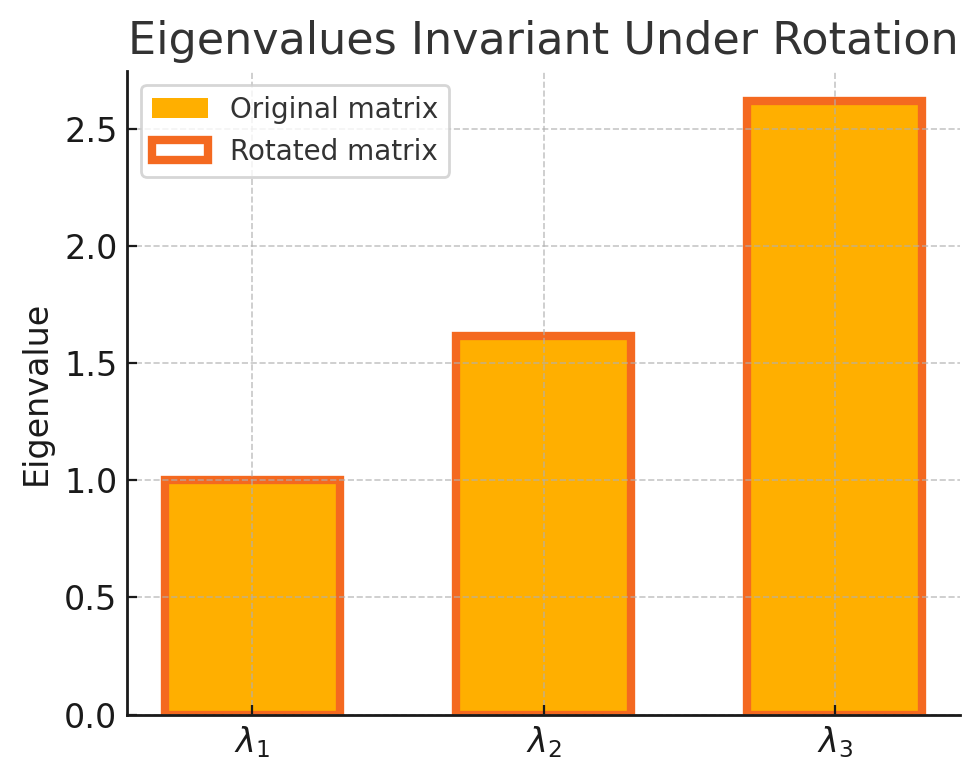 Eigenvalues Invariant Under Rotation
Original matrix
Rotated matrix
Eigenvalue
2.5
2.0
1.5
1.0
0.5
0.0
λ₁
λ₂
λ₃